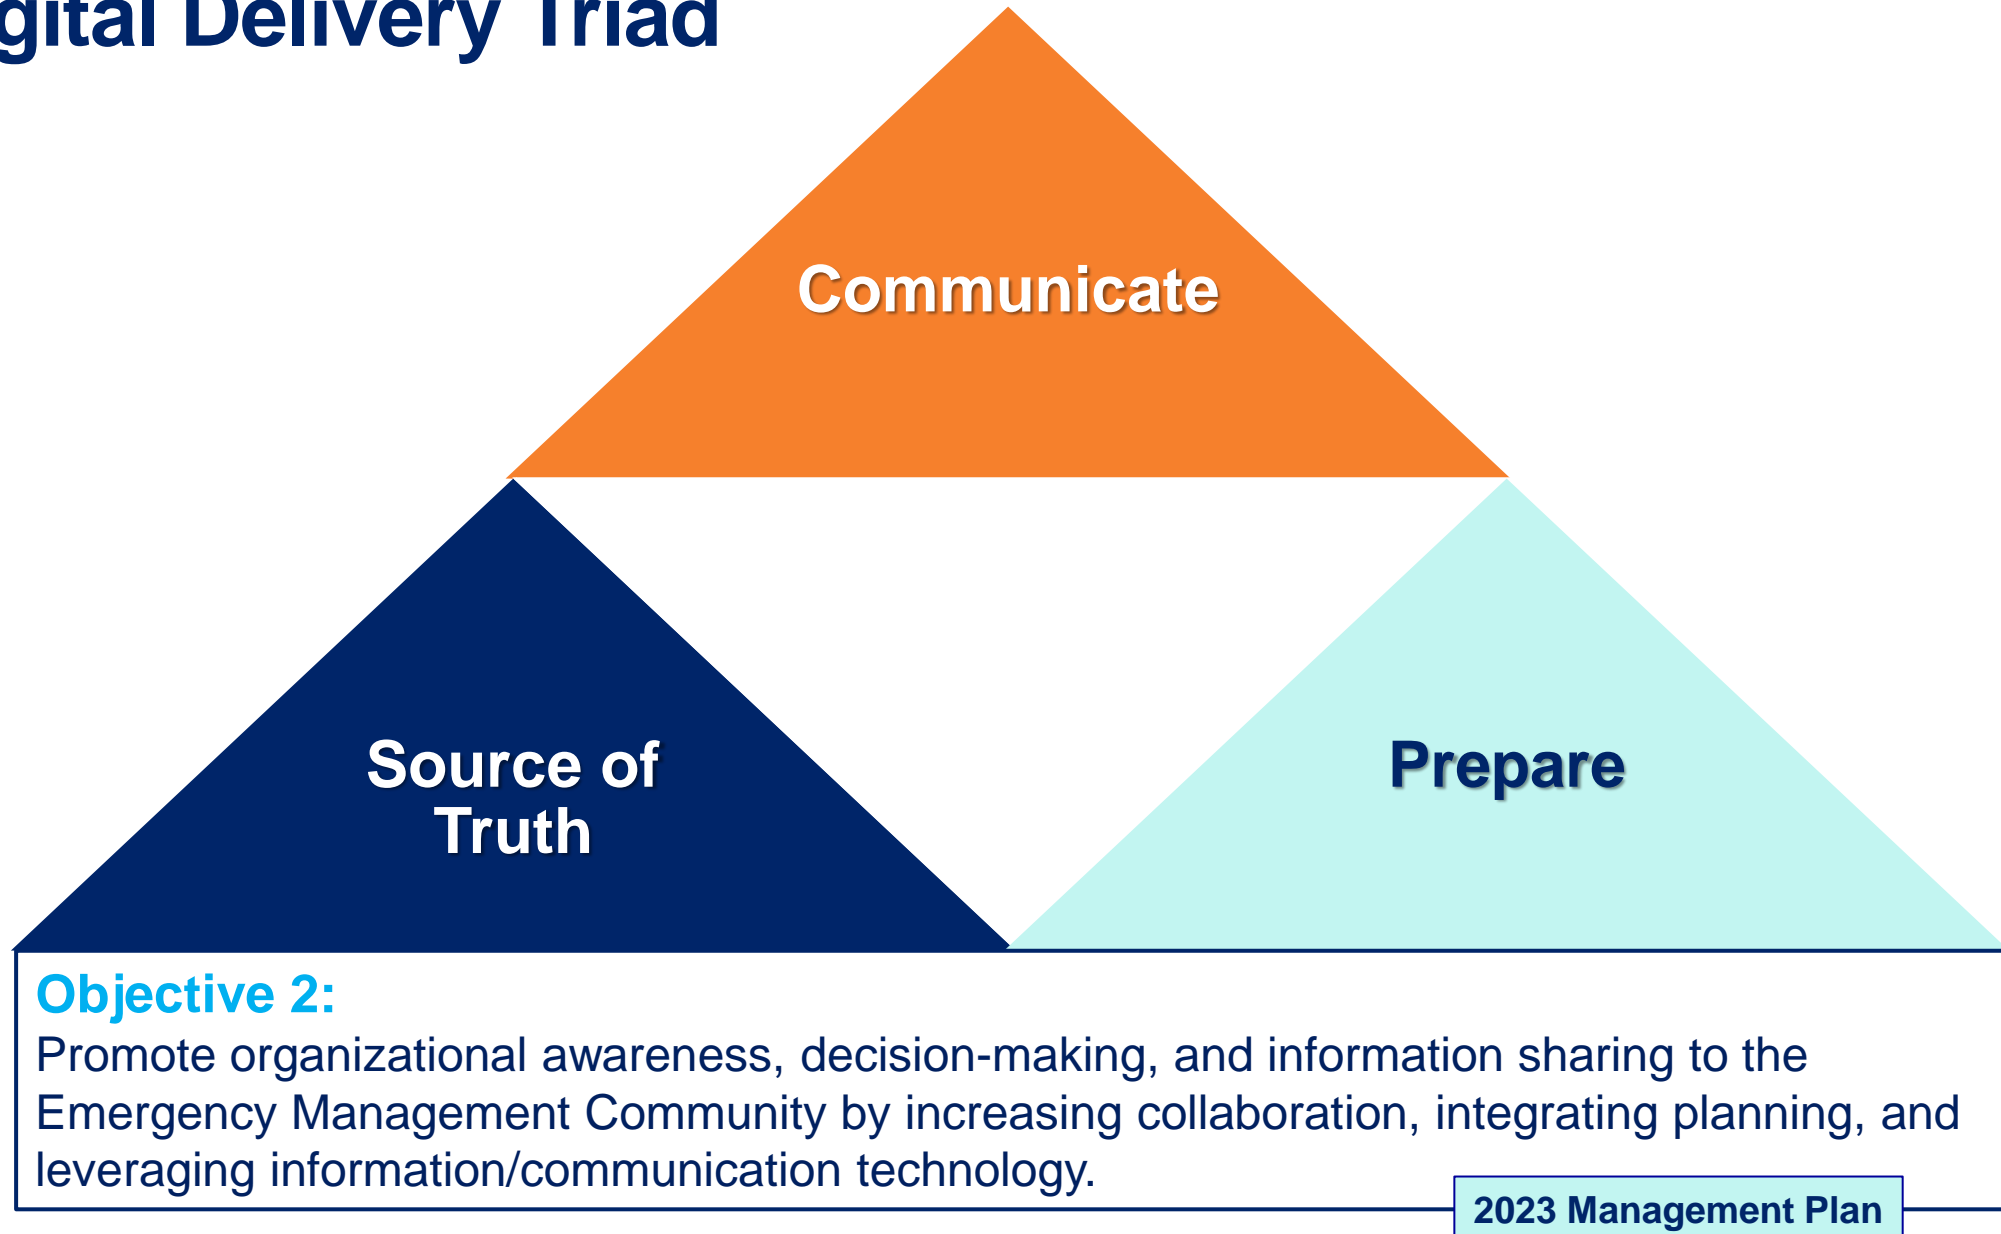 gital Delivery Triad
Communicate
Source of
Truth
Prepare
Objective 2:
Promote organizational awareness, decision-making, and information sharing to the
Emergency Management Community by increasing collaboration, integrating planning, and
leveraging information/communication technology.
2023 Management Plan